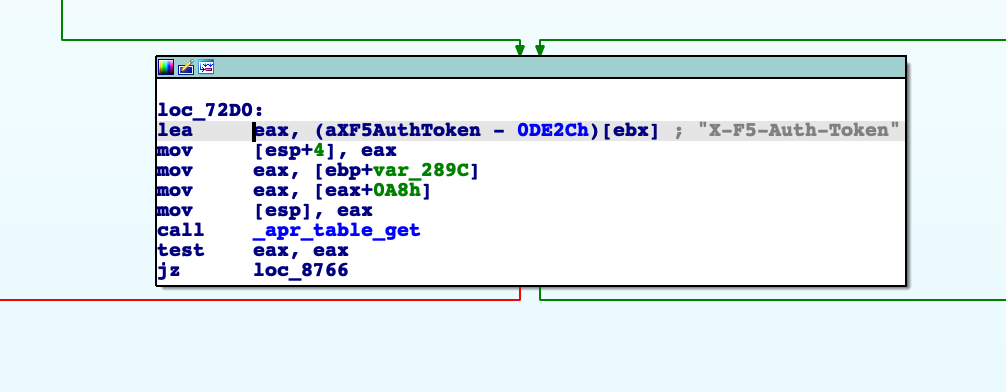 loc_72D0:
lea eax, (aXF5AuthToken - 0DE2Ch)[ebx] ; "X-F5-Auth-Token"
mov [esp+4], eax
mov eax, [ebp+var_289C]
mov eax, [eax+0A8h]
mov [esp], eax
call _apr_table_get
test eax, eax
jz loc_8766